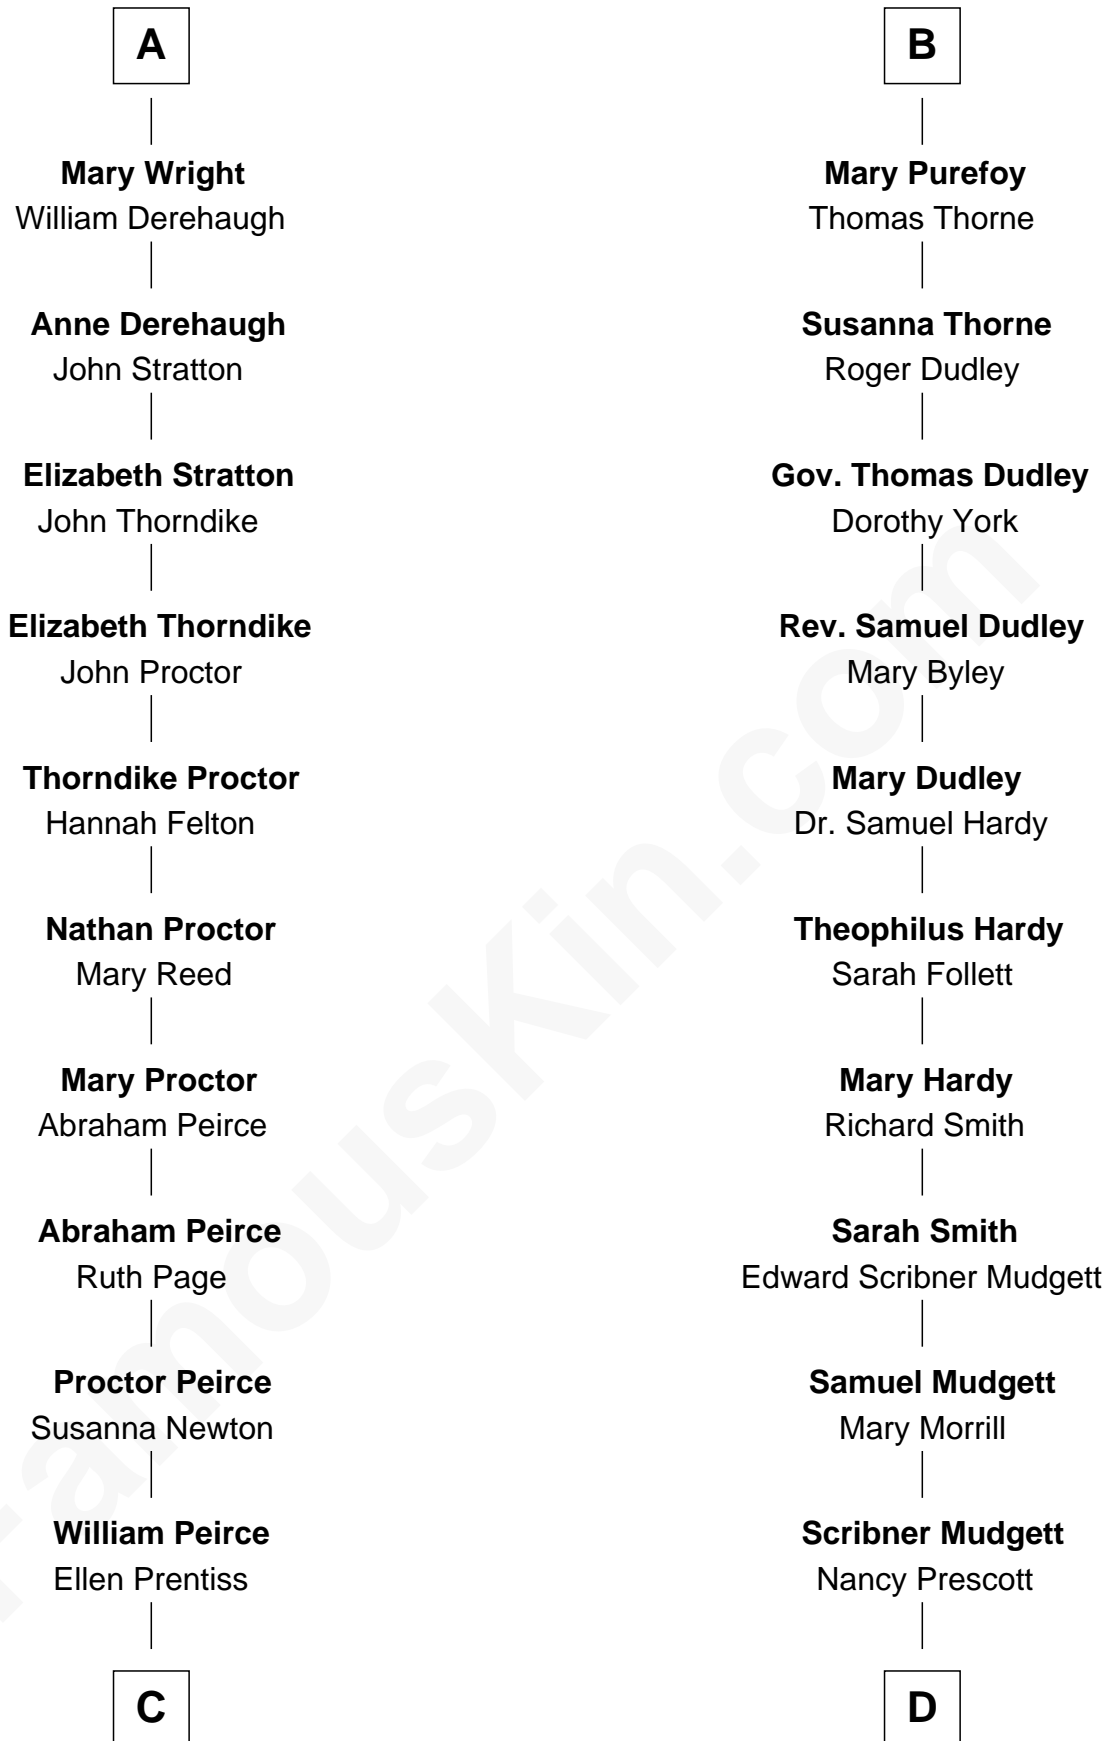 A
Mary Wright
William Derehaugh
Anne Derehaugh
John Stratton
Elizabeth Stratton
John Thorndike
Elizabeth Thorndike
John Proctor
Thorndike Proctor
Hannah Felton
Nathan Proctor
Mary Reed
Mary Proctor
Abraham Peirce
Abraham Peirce
Ruth Page
Proctor Peirce
Susanna Newton
William Peirce
Ellen Prentiss
C
B
Mary Purefoy
Thomas Thorne
Susanna Thorne
Roger Dudley
Gov. Thomas Dudley
Dorothy York
Rev. Samuel Dudley
Mary Byley
Mary Dudley
Dr. Samuel Hardy
Theophilus Hardy
Sarah Follett
Mary Hardy
Richard Smith
Sarah Smith
Edward Scribner Mudgett
Samuel Mudgett
Mary Morrill
Scribner Mudgett
Nancy Prescott
D
FamousKin.com